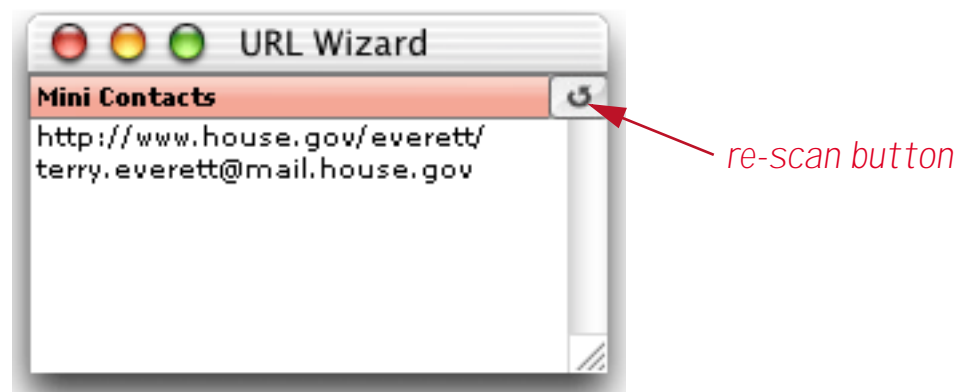 URL Wizard
Mini Contacts
http://www.house.gov/everett/
terry.everett@mail.house.gov
re-scan button